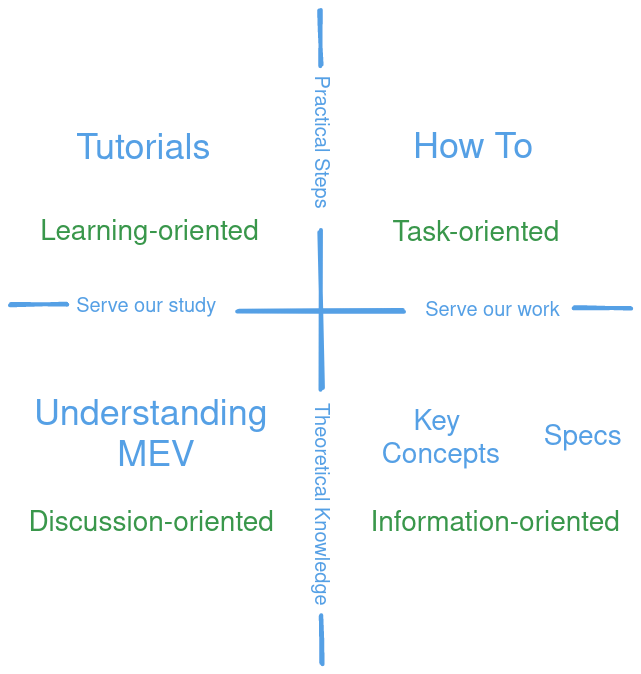 Practical Steps
Tutorials
How To
Learning-oriented
Task-oriented
Serve our study
Serve our work
Understanding
MEV
Key
Concepts
Specs
Theoretical Knowledge
Discussion-oriented
Information-oriented